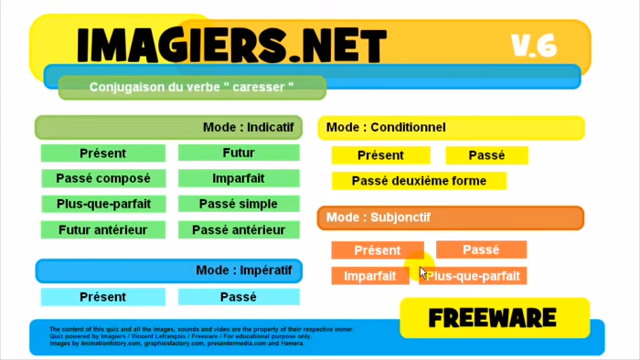 IMAGIERS.NET
V.6
Conjugaison du verbe " caresser "
Mode : Indicatif
Présent Futur
Passé composé Imparfait
Plus-que-parfait Passé simple
Futur antérieur Passé antérieur
Mode : Impératif
Présent Passé
Mode : Conditionnel
Présent Passé
Passé deuxième forme
Mode : Subjonctif
Présent Passé
Imparfait Plus-que-parfait
The content of this quiz and all the images, sounds and video are the property of their respective owner.
Quiz powered by Imagiers / Vincent Lefrançois / Freeware / For educational purpose only.
Images by Animationfctory.com, graphicsfactory.com, presentermedia.com and Hemera.
FREEWARE